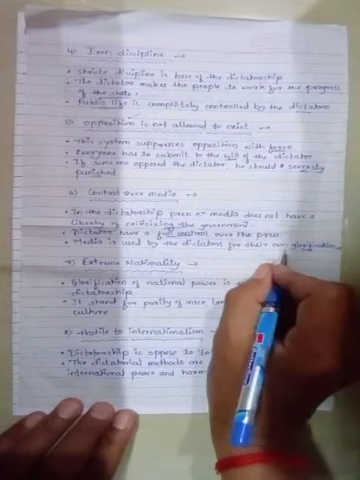 4) Iron discipline →
• Stricte disicipline is base of the dictatorship
• The dictator makes the people to work for the progress
of the state.
• Public life is completely controlled by the dictator
5) opposition is not allowed to exist →
• This system suppresses opposition with force
• Everyone has to submit to the will of the dictator
• If someone opposed the dictator he should severely
punished
6) Control over media →
• In the dictatorship press or media does not have a
liberty of criticizing the government.
• Dictator have a full control over the press
• Media is used by the dictators for their own glorification
7) Extreme nationality →
• Glorification of national power is
dictatorship
• It stand for purity of race,
culture
8) Hostile to internationalism →
• Dictatorship is oppose to
• The dictatorial methods are
international peace and